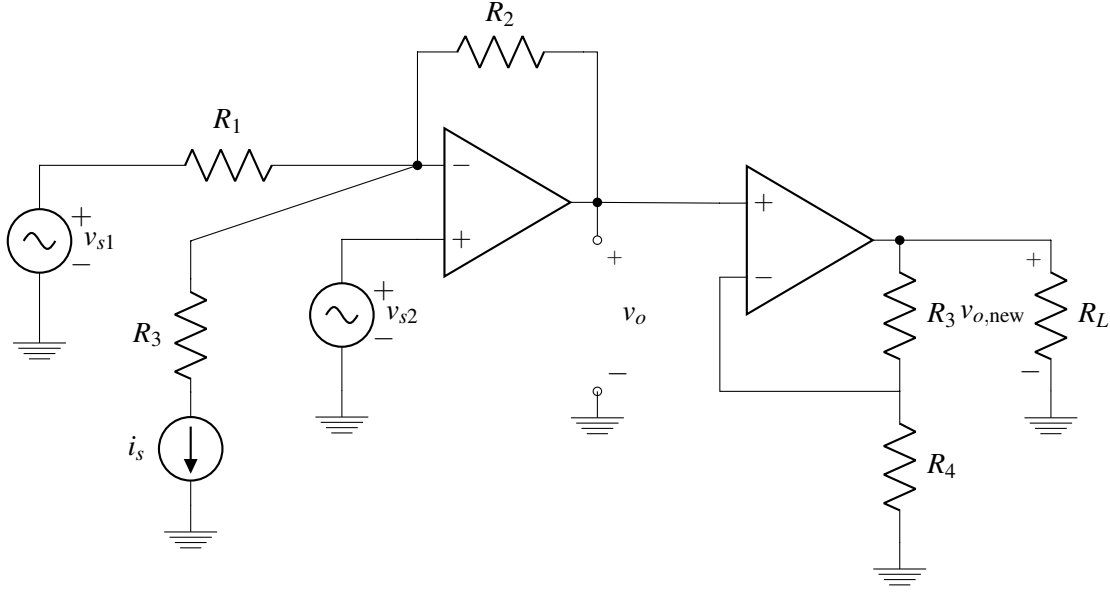 R2
R1
−
+
vs1
−
+
+
vs2
−
R3
is
+
vo
−
+
−
R3
vo,new
+
−
RL
R4